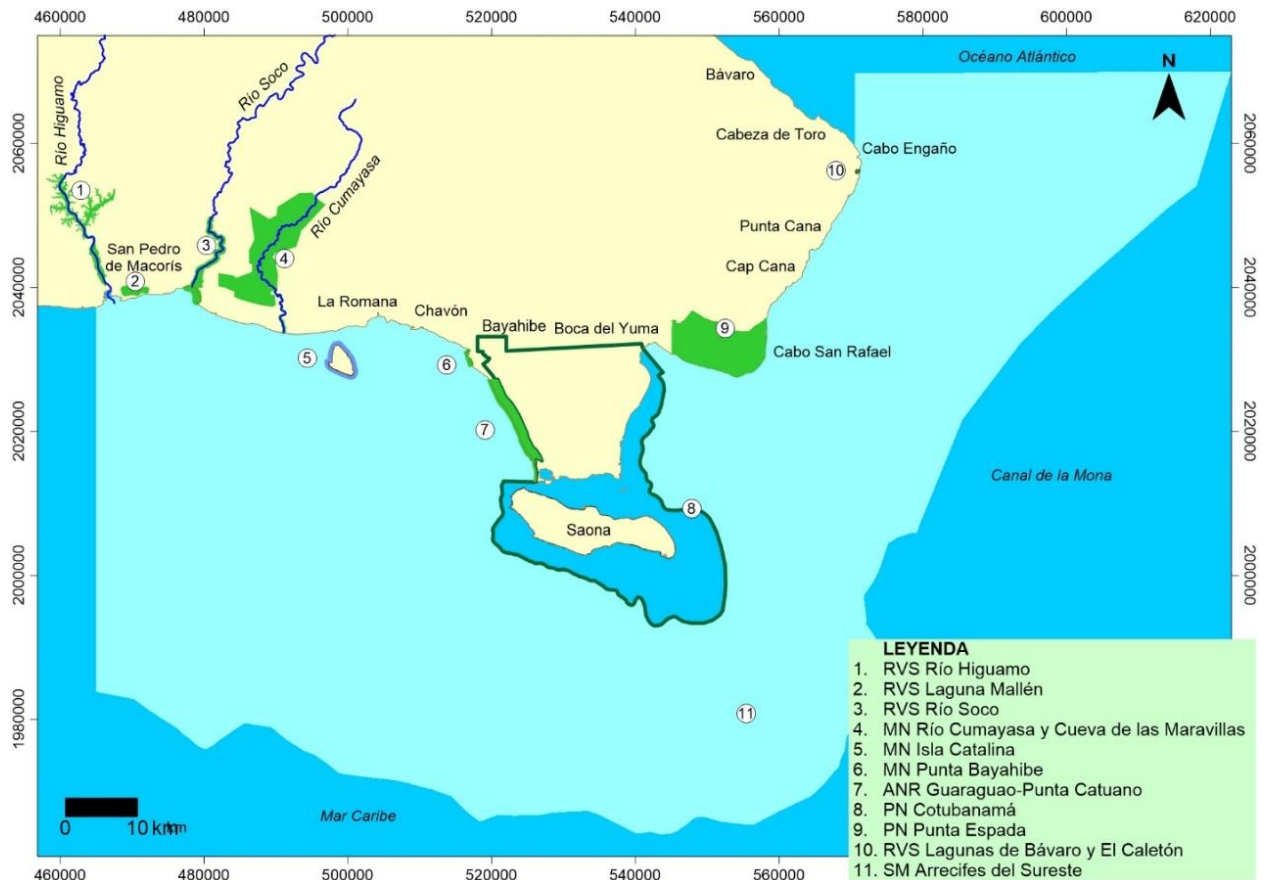 460000 480000 500000 520000 540000 560000 600000 620000
Océano Atlántico
N
Bávaro
Río Soco
Río Higuamo
2060000
Cabeza de Toro
Cabo Engaño
2060000
10
1
Río Cumayasa
3
San Pedro
de Macorís
4
Punta Cana
2
Cap Cana
2040000
2040000
La Romana
Chavón
Bayahibe
Boca del Yuma
9
5
6
Cabo San Rafael
2020000
7
2020000
Canal de la Mona
8
Saona
2000000
2000000
LEYENDA
1. RVS Río Higuamo
2. RVS Laguna Mallén
3. RVS Río Soco
4. MN Río Cumayasa y Cueva de las Maravillas
5. MN Isla Catalina
6. MN Punta Bayahibe
7. ANR Guaraguao-Punta Catuano
8. PN Cotubanamá
9. PN Punta Espada
10. RVS Lagunas de Bávaro y El Caletón
11. SM Arrecifes del Sureste
1980000
11
0 10 km
Mar Caribe
460000 480000 500000 520000 540000 560000 600000 620000